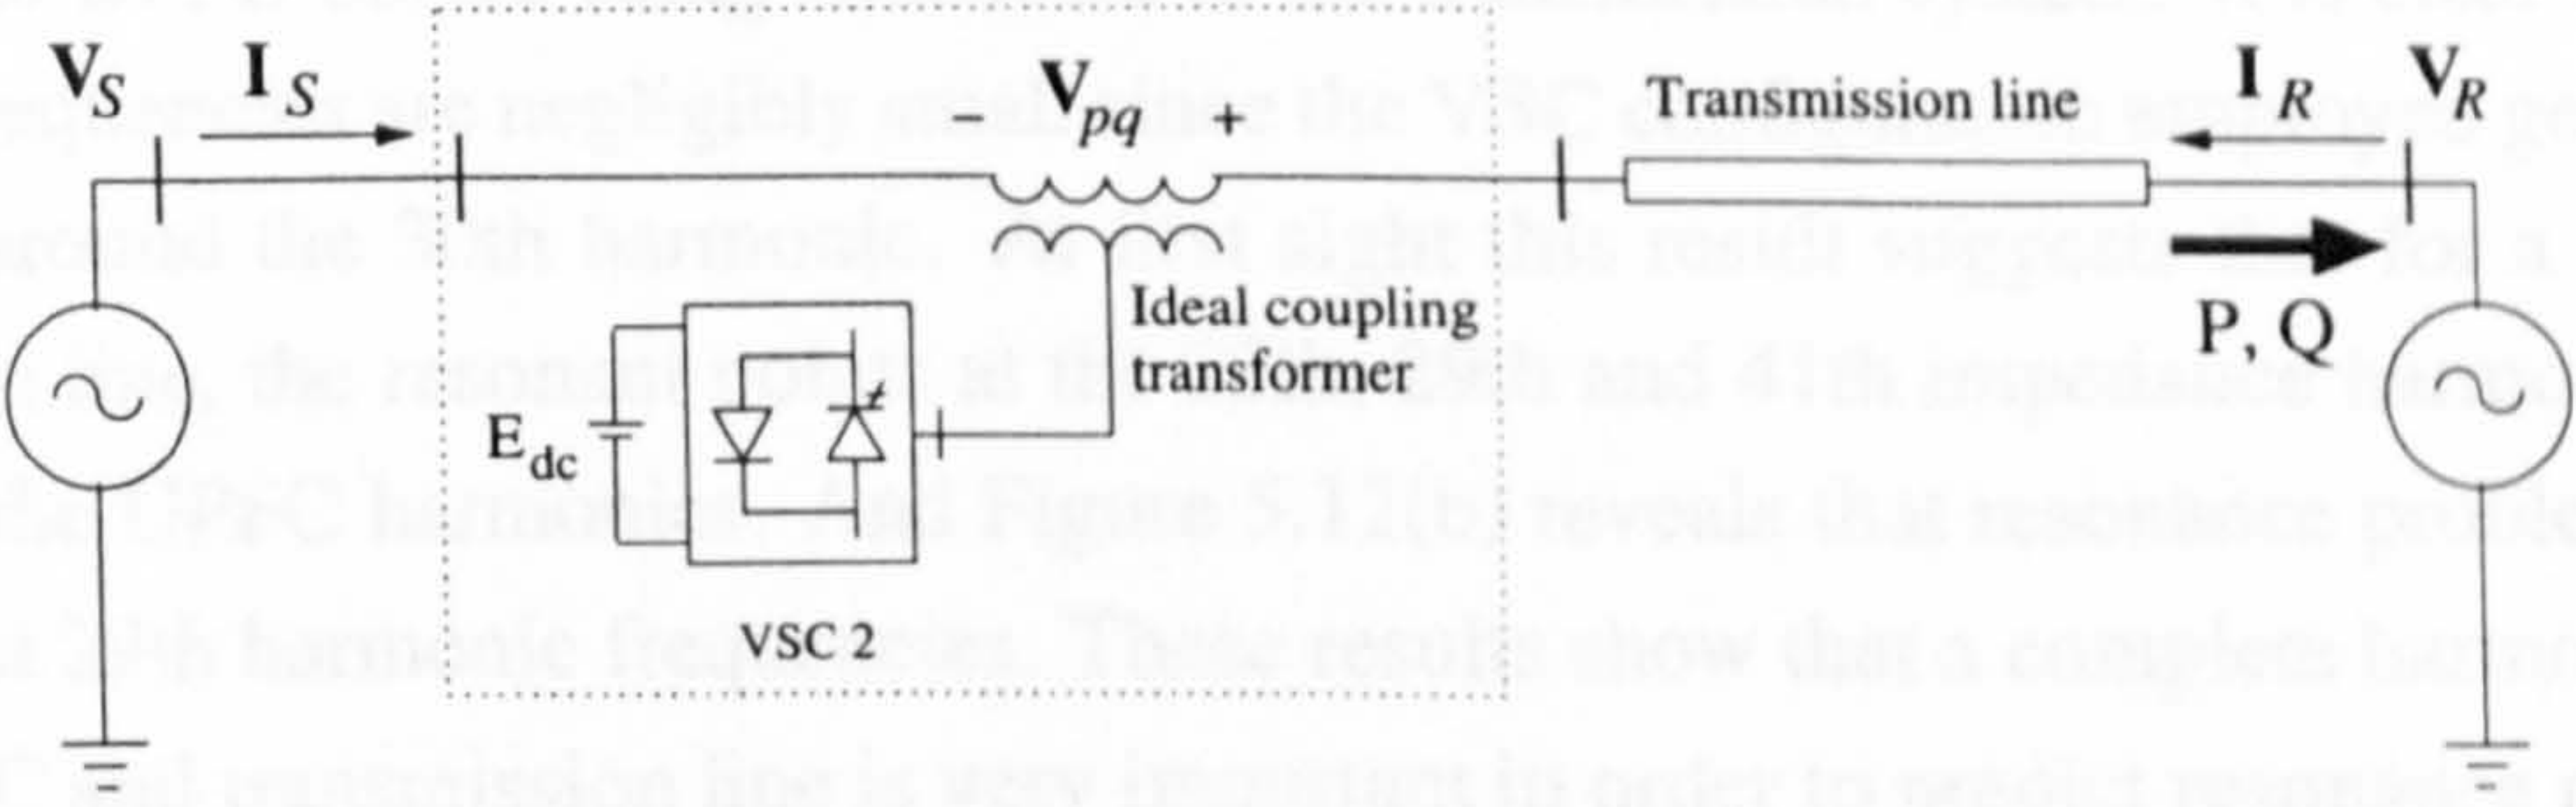 V_S
I_S
V_pq
- +
Transmission line
I_R
V_R
P, Q
Ideal coupling
transformer
E_dc
VSC 2